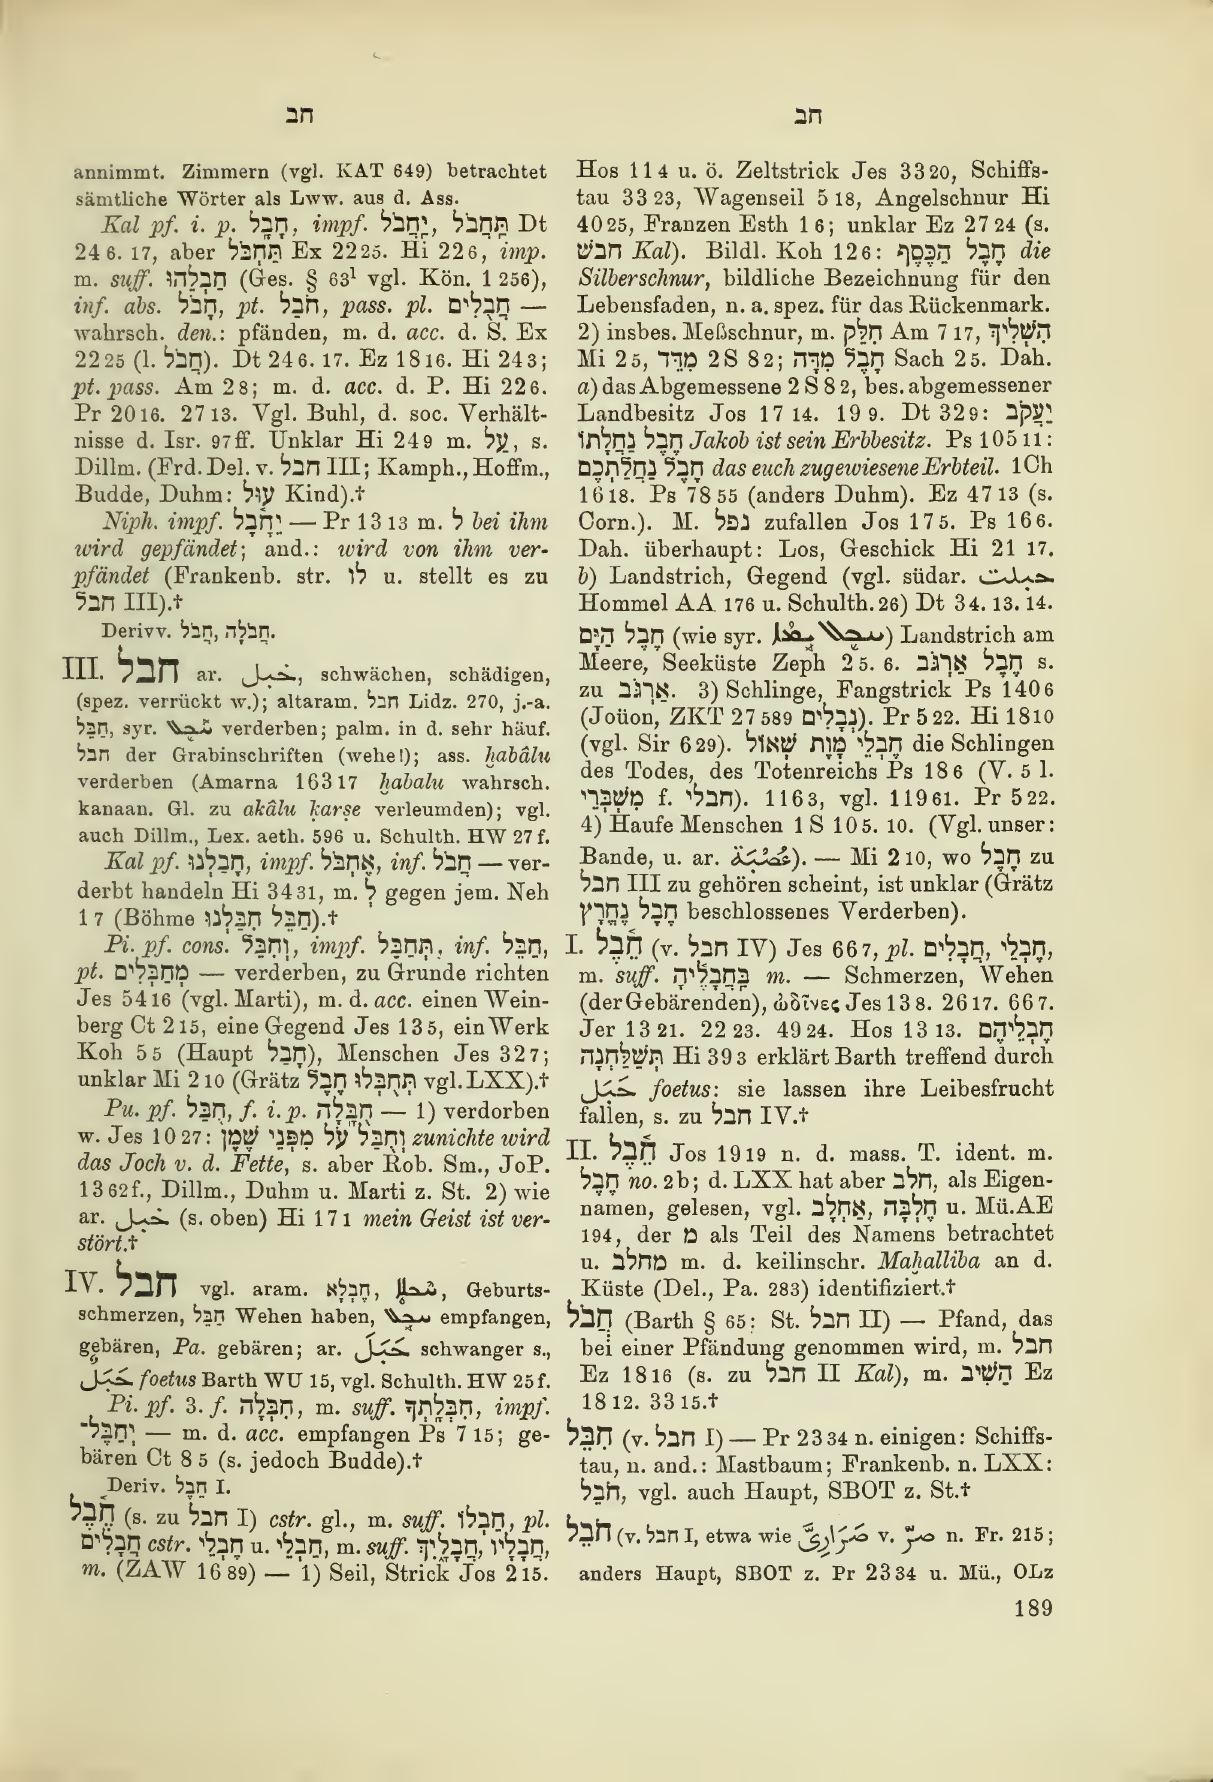 חב
חב
annimmt. Zimmern (vgl. KAT 649) betrachtet
sämtliche Wörter als Lww. aus d. Ass.
Kal pf. i. p. חָבָל, impf. יַחֲבֹל, תַּחֲבֹל Dt
24 6. 17, aber תַּחְבֹּל Ex 22 25. Hi 22 6, imp.
m. suff. חַבְלֵהוּ (Ges. § 63¹ vgl. Kön. 1 256),
inf. abs. חָבֹל, pt. חֹבֵל, pass. pl. חֲבֻלִים —
wahrsch. den.: pfänden, m. d. acc. d. S. Ex
22 25 (l. חֲבֹל). Dt 24 6. 17. Ez 18 16. Hi 24 3;
pt. pass. Am 2 8; m. d. acc. d. P. Hi 22 6.
Pr 20 16. 27 13. Vgl. Buhl, d. soc. Verhält-
nisse d. Isr. 97 ff. Unklar Hi 24 9 m. עַל, s.
Dillm. (Frd. Del. v. חבל III; Kamph., Hoffm.,
Budde, Duhm: עוּל Kind).†
Niph. impf. יֵחָבֶל — Pr 13 13 m. ל bei ihm
wird gepfändet; and.: wird von ihm ver-
pfändet (Frankenb. str. לו u. stellt es zu
חבל III).†
Derivv. חֲבֹל, חֲבֹלָה.
III. חבל ar. خبل, schwächen, schädigen,
(spez. verrückt w.); altaram. חבל Lidz. 270, j.-a.
חַבֵּל, syr. ܚܒܠ verderben; palm. in d. sehr häuf.
חבל der Grabinschriften (wehe!); ass. ḫabâlu
verderben (Amarna 163 17 ḫabalu wahrsch.
kanaan. Gl. zu akâlu ḳarṣe verleumden); vgl.
auch Dillm., Lex. aeth. 596 u. Schulth. HW 27 f.
Kal pf. חָבַלְנוּ, impf. אֶחְבֹּל, inf. חֲבֹל — ver-
derbt handeln Hi 34 31, m. לְ gegen jem. Neh
1 7 (Böhme חַבֵּל חִבַּלְנוּ).†
Pi. pf. cons. וְחִבֵּל, impf. תְּחַבֵּל, inf. חַבֵּל,
pt. מְחַבְּלִים — verderben, zu Grunde richten
Jes 54 16 (vgl. Marti), m. d. acc. einen Wein-
berg Ct 2 15, eine Gegend Jes 13 5, ein Werk
Koh 5 5 (Haupt חָבַל), Menschen Jes 32 7;
unklar Mi 2 10 (Grätz תְּחֻבְּלוּ חָבֹל vgl. LXX).†
Pu. pf. חֻבַּל, f. i. p. חֻבָּלָה — 1) verdorben
w. Jes 10 27: וְחֻבַּל עֹל מִפְּנֵי שָׁמֶן zunichte wird
das Joch v. d. Fette, s. aber Rob. Sm., JoP.
13 62 f., Dillm., Duhm u. Marti z. St. 2) wie
ar. خبل (s. oben) Hi 17 1 mein Geist ist ver-
stört.†
IV. חבל vgl. aram. חֶבְלָא, Geburts-
schmerzen, חַבֵּל Wehen haben, ܚܒܠ empfangen,
gebären, Pa. gebären; ar. حَبَلَ schwanger s.,
حَبَل foetus Barth WU 15, vgl. Schulth. HW 25 f.
Pi. pf. 3. f. חִבְּלָה, m. suff. חִבְּלָתְךָ, impf.
יְחַבֶּל־ — m. d. acc. empfangen Ps 7 15; ge-
bären Ct 8 5 (s. jedoch Budde).†
Deriv. חֵבֶל I.
חֶבֶל (s. zu חבל I) cstr. gl., m. suff. חַבְלוֹ, pl.
חֲבָלִים cstr. חֶבְלֵי u. חַבְלֵי, m. suff. חֲבָלֶיךָ, חֲבָלָיו,
m. (ZAW 16 89) — 1) Seil, Strick Jos 2 15.
Hos 11 4 u. ö. Zeltstrick Jes 33 20, Schiffs-
tau 33 23, Wagenseil 5 18, Angelschnur Hi
40 25, Franzen Esth 1 6; unklar Ez 27 24 (s.
חבשׁ Kal). Bildl. Koh 12 6: חֶבֶל הַכֶּסֶף die
Silberschnur, bildliche Bezeichnung für den
Lebensfaden, n. a. spez. für das Rückenmark.
2) insbes. Meßschnur, m. חִלֵּק Am 7 17, הִשְׁלִיךְ
Mi 2 5, מִדֵּד 2 S 8 2; חֶבֶל מִדָּה Sach 2 5. Dah.
a) das Abgemessene 2 S 8 2, bes. abgemessener
Landbesitz Jos 17 14. 19 9. Dt 32 9: יַעֲקֹב
חֶבֶל נַחֲלָתוֹ Jakob ist sein Erbbesitz. Ps 105 11:
חֶבֶל נַחֲלַתְכֶם das euch zugewiesene Erbteil. 1 Ch
16 18. Ps 78 55 (anders Duhm). Ez 47 13 (s.
Corn.). M. נפל zufallen Jos 17 5. Ps 16 6.
Dah. überhaupt: Los, Geschick Hi 21 17.
b) Landstrich, Gegend (vgl. südar. حبلت
Hommel AA 176 u. Schulth. 26) Dt 3 4. 13. 14.
חֶבֶל הַיָּם (wie syr. ) Landstrich am
Meere, Seeküste Zeph 2 5. 6. חֶבֶל אַרְגֹּב s.
zu אַרְגֹּב. 3) Schlinge, Fangstrick Ps 140 6
(Joüon, ZKT 27 589 נְבָלִים). Pr 5 22. Hi 18 10
(vgl. Sir 6 29). חֶבְלֵי מָוֶת שְׁאוֹל die Schlingen
des Todes, des Totenreichs Ps 18 6 (V. 5 l.
מִשְׁבְּרֵי f. חבלי). 116 3, vgl. 119 61. Pr 5 22.
4) Haufe Menschen 1 S 10 5. 10. (Vgl. unser:
Bande, u. ar. عُصْبَة). — Mi 2 10, wo חֶבֶל zu
חבל III zu gehören scheint, ist unklar (Grätz
חֶבֶל נֶחֱרָץ beschlossenes Verderben).
I. חֵבֶל (v. חבל IV) Jes 66 7, pl. חֲבָלִים, חֶבְלֵי,
m. suff. בַּחֲבָלֶיהָ m. — Schmerzen, Wehen
(der Gebärenden), ὠδῖνες Jes 13 8. 26 17. 66 7.
Jer 13 21. 22 23. 49 24. Hos 13 13. חֶבְלֵיהֶם
תְּשַׁלַּחְנָה Hi 39 3 erklärt Barth treffend durch
حَبَل foetus: sie lassen ihre Leibesfrucht
fallen, s. zu חבל IV.†
II. חֵבֶל Jos 19 19 n. d. mass. T. ident. m.
חֶבֶל no. 2 b; d. LXX hat aber חלב, als Eigen-
namen, gelesen, vgl. אַחְלָב, חֶלְבָּה u. Mü. AE
194, der מ als Teil des Namens betrachtet
u. מחלב m. d. keilinschr. Maḫalliba an d.
Küste (Del., Pa. 283) identifiziert.†
חֲבֹל (Barth § 65; St. חבל II) — Pfand, das
bei einer Pfändung genommen wird, m. חבל
Ez 18 16 (s. zu חבל II Kal), m. הֵשִׁיב Ez
18 12. 33 15.†
חִבֵּל (v. חבל I) — Pr 23 34 n. einigen: Schiffs-
tau, n. and.: Mastbaum; Frankenb. n. LXX:
חֹבֵל, vgl. auch Haupt, SBOT z. St.†
חֹבֵל (v. חבל I, etwa wie صَرَارِيّ v. صرّ n. Fr. 215;
anders Haupt, SBOT z. Pr 23 34 u. Mü., OLz
189